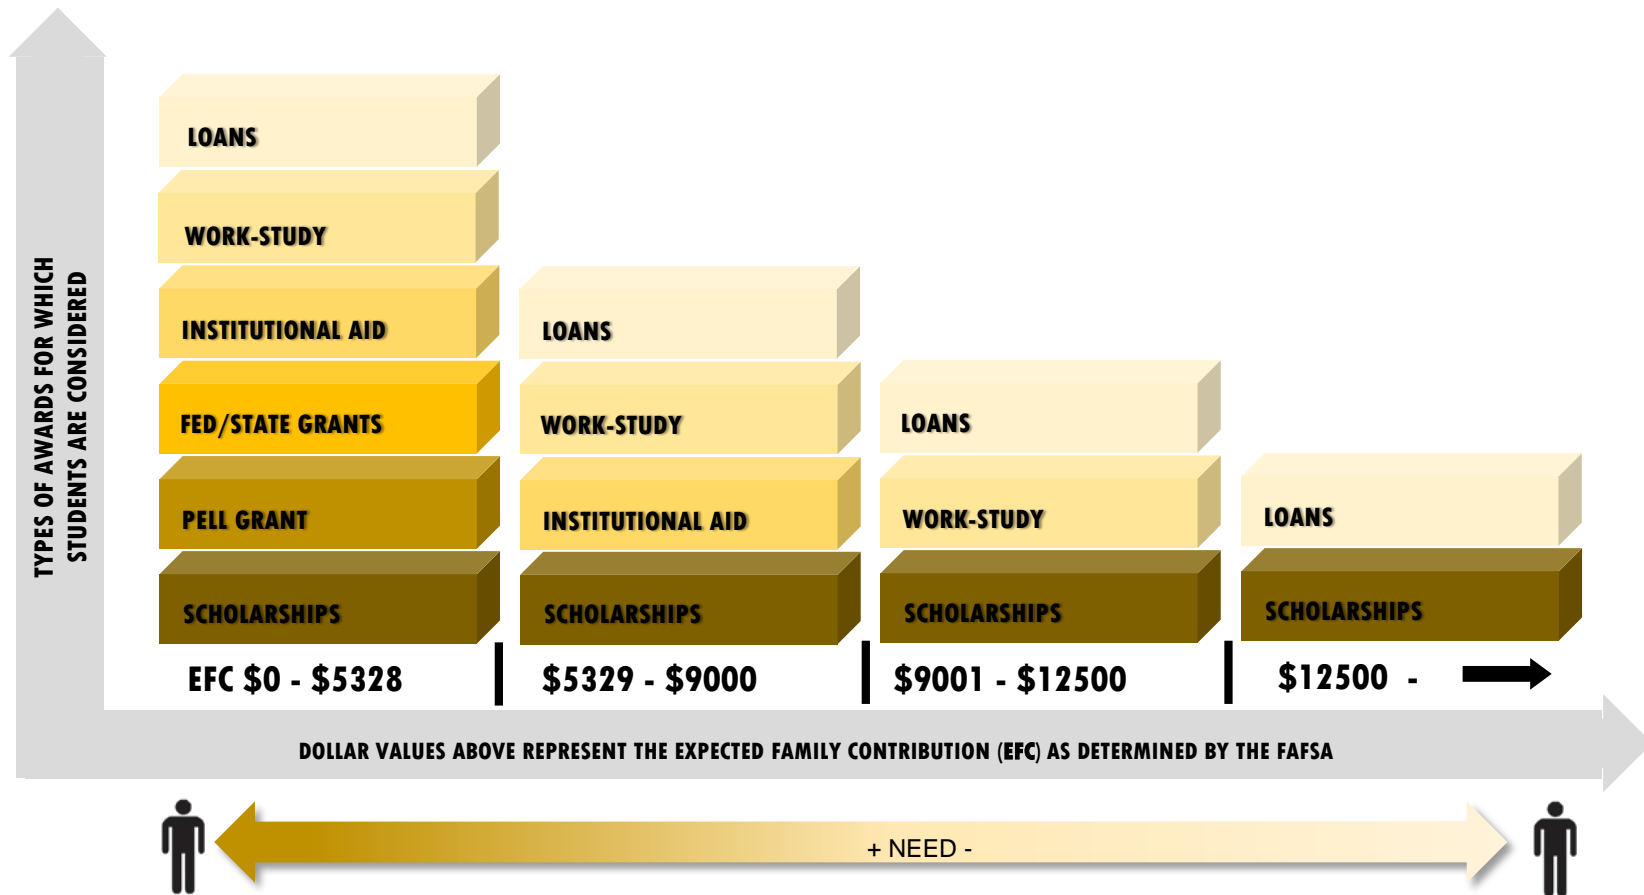 TYPES OF AWARDS FOR WHICH
STUDENTS ARE CONSIDERED
LOANS
WORK-STUDY
INSTITUTIONAL AID
FED/STATE GRANTS
PELL GRANT
SCHOLARSHIPS
EFC $0 - $5328
LOANS
WORK-STUDY
INSTITUTIONAL AID
SCHOLARSHIPS
$5329 - $9000
LOANS
WORK-STUDY
SCHOLARSHIPS
$9001 - $12500
LOANS
SCHOLARSHIPS
$12500 -
DOLLAR VALUES ABOVE REPRESENT THE EXPECTED FAMILY CONTRIBUTION (EFC) AS DETERMINED BY THE FAFSA
+ NEED -